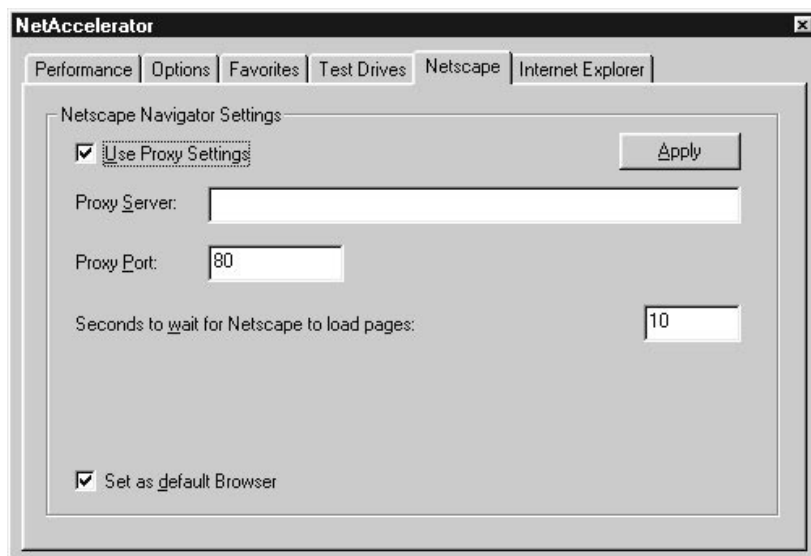 NetAccelerator
Performance Options Favorites Test Drives Netscape Internet Explorer
Netscape Navigator Settings
Use Proxy Settings Apply
Proxy Server:
Proxy Port: 80
Seconds to wait for Netscape to load pages: 10
Set as default Browser